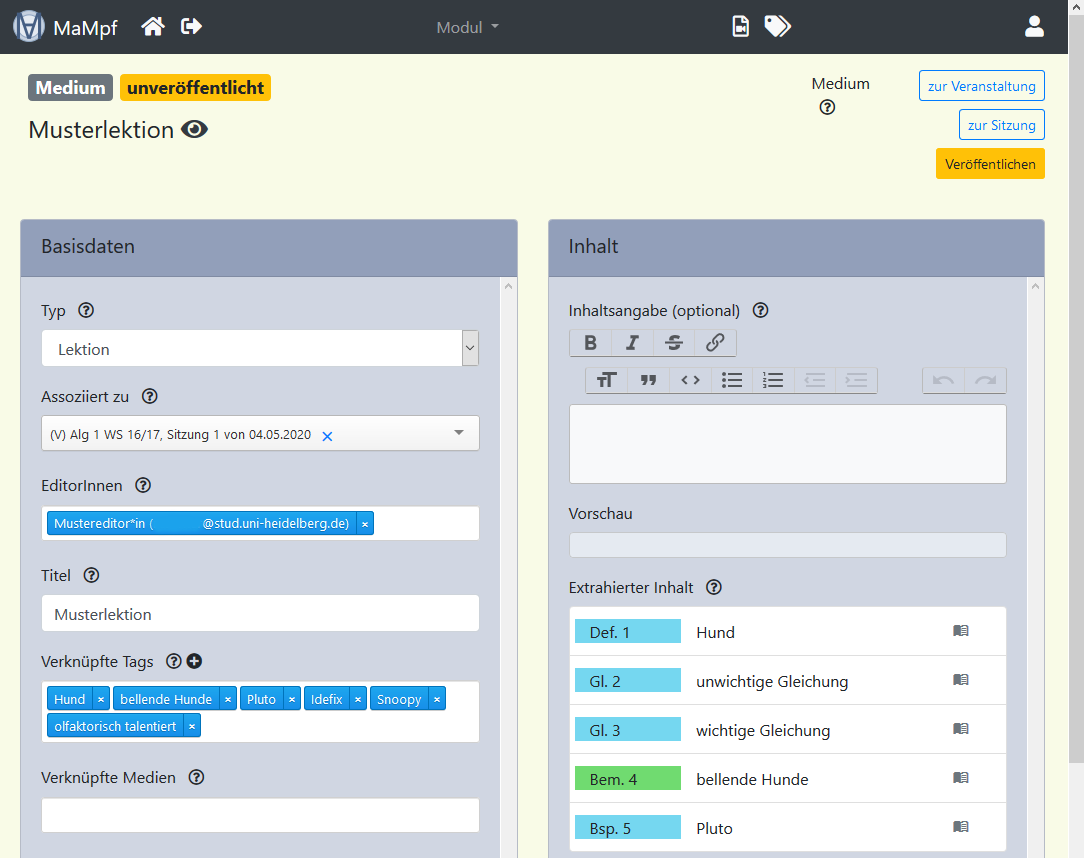 MaMpf
Modul
Medium
unveröffentlicht
Musterlektion
Medium
zur Veranstaltung
zur Sitzung
Veröffentlichen
Basisdaten
Typ
Lektion
Assoziiert zu
(V) Alg 1 WS 16/17, Sitzung 1 von 04.05.2020 ×
EditorInnen
Mustereditor*in ( @stud.uni-heidelberg.de) ×
Titel
Musterlektion
Verknüpfte Tags
Hund × bellende Hunde × Pluto × Idefix × Snoopy ×
olfaktorisch talentiert ×
Verknüpfte Medien
Inhalt
Inhaltsangabe (optional)
Vorschau
Extrahierter Inhalt
Def. 1 Hund
Gl. 2 unwichtige Gleichung
Gl. 3 wichtige Gleichung
Bem. 4 bellende Hunde
Bsp. 5 Pluto